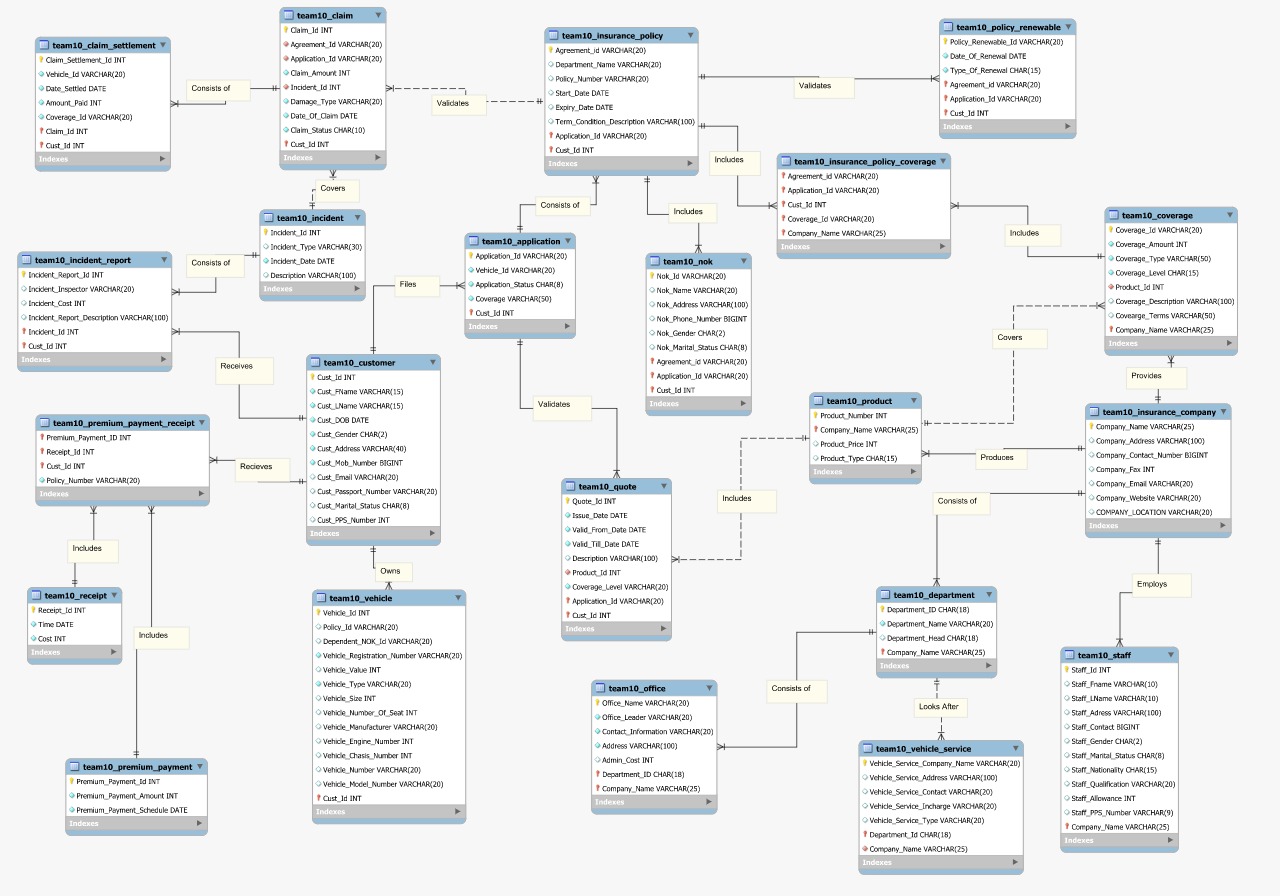 team10_claim_settlement
Claim_Settlement_Id INT
Vehicle_Id VARCHAR(20)
Date_Settled DATE
Amount_Paid INT
Coverage_Id VARCHAR(20)
Claim_Id INT
Cust_Id INT
Indexes
Consists of
team10_claim
Claim_Id INT
Agreement_Id VARCHAR(20)
Application_Id VARCHAR(20)
Claim_Amount INT
Incident_Id INT
Damage_Type VARCHAR(20)
Date_Of_Claim DATE
Claim_Status CHAR(10)
Cust_Id INT
Indexes
Validates
team10_insurance_policy
Agreement_id VARCHAR(20)
Department_Name VARCHAR(20)
Policy_Number VARCHAR(20)
Start_Date DATE
Expiry_Date DATE
Term_Condition_Description VARCHAR(100)
Application_Id VARCHAR(20)
Cust_Id INT
Indexes
Validates
team10_policy_renewable
Policy_Renewable_Id VARCHAR(20)
Date_Of_Renewal DATE
Type_Of_Renewal CHAR(15)
Agreement_id VARCHAR(20)
Application_Id VARCHAR(20)
Cust_Id INT
Indexes
Includes
team10_insurance_policy_coverage
Agreement_id VARCHAR(20)
Application_Id VARCHAR(20)
Cust_Id INT
Coverage_Id VARCHAR(20)
Company_Name VARCHAR(25)
Indexes
Covers
Consists of
Includes
Includes
team10_incident
Incident_Id INT
Incident_Type VARCHAR(30)
Incident_Date DATE
Description VARCHAR(100)
Indexes
team10_coverage
Coverage_Id VARCHAR(20)
Coverage_Amount INT
Coverage_Type VARCHAR(50)
Coverage_Level CHAR(15)
Product_Id INT
Coverage_Description VARCHAR(100)
Covearge_Terms VARCHAR(50)
Company_Name VARCHAR(25)
Indexes
team10_application
Application_Id VARCHAR(20)
Vehicle_Id VARCHAR(20)
Application_Status CHAR(8)
Coverage VARCHAR(50)
Cust_Id INT
Indexes
team10_incident_report
Incident_Report_Id INT
Incident_Inspector VARCHAR(20)
Incident_Cost INT
Incident_Report_Description VARCHAR(100)
Incident_Id INT
Cust_Id INT
Indexes
Consists of
team10_nok
Nok_Id VARCHAR(20)
Nok_Name VARCHAR(20)
Nok_Address VARCHAR(100)
Nok_Phone_Number BIGINT
Nok_Gender CHAR(2)
Nok_Marital_Status CHAR(8)
Agreement_id VARCHAR(20)
Application_Id VARCHAR(20)
Cust_Id INT
Indexes
Files
Covers
Receives
team10_customer
Cust_Id INT
Cust_FName VARCHAR(15)
Cust_LName VARCHAR(15)
Cust_DOB DATE
Cust_Gender CHAR(2)
Cust_Address VARCHAR(40)
Cust_Mob_Number BIGINT
Cust_Email VARCHAR(20)
Cust_Passport_Number VARCHAR(20)
Cust_Marital_Status CHAR(8)
Cust_PPS_Number INT
Indexes
Provides
Validates
team10_product
Product_Number INT
Company_Name VARCHAR(25)
Product_Price INT
Product_Type CHAR(15)
Indexes
Produces
team10_insurance_company
Company_Name VARCHAR(25)
Company_Address VARCHAR(100)
Company_Contact_Number BIGINT
Company_Fax INT
Company_Email VARCHAR(20)
Company_Website VARCHAR(20)
COMPANY_LOCATION VARCHAR(20)
Indexes
team10_premium_payment_receipt
Premium_Payment_ID INT
Receipt_Id INT
Cust_Id INT
Policy_Number VARCHAR(20)
Indexes
Recieves
team10_quote
Quote_Id INT
Issue_Date DATE
Valid_From_Date DATE
Valid_Till_Date DATE
Description VARCHAR(100)
Product_Id INT
Coverage_Level VARCHAR(20)
Application_Id VARCHAR(20)
Cust_Id INT
Indexes
Includes
Consists of
Includes
Owns
Employs
team10_receipt
Receipt_Id INT
Time DATE
Cost INT
Indexes
Includes
team10_vehicle
Vehicle_Id INT
Policy_Id VARCHAR(20)
Dependent_NOK_Id VARCHAR(20)
Vehicle_Registration_Number VARCHAR(20)
Vehicle_Value INT
Vehicle_Type VARCHAR(20)
Vehicle_Size INT
Vehicle_Number_Of_Seat INT
Vehicle_Manufacturer VARCHAR(20)
Vehicle_Engine_Number INT
Vehicle_Chasis_Number INT
Vehicle_Number VARCHAR(20)
Vehicle_Model_Number VARCHAR(20)
Cust_Id INT
Indexes
team10_department
Department_ID CHAR(18)
Department_Name VARCHAR(20)
Department_Head CHAR(18)
Company_Name VARCHAR(25)
Indexes
Consists of
Looks After
team10_office
Office_Name VARCHAR(20)
Office_Leader VARCHAR(20)
Contact_Information VARCHAR(20)
Address VARCHAR(100)
Admin_Cost INT
Department_ID CHAR(18)
Company_Name VARCHAR(25)
Indexes
team10_staff
Staff_Id INT
Staff_Fname VARCHAR(10)
Staff_LName VARCHAR(10)
Staff_Adress VARCHAR(100)
Staff_Contact BIGINT
Staff_Gender CHAR(2)
Staff_Marital_Status CHAR(8)
Staff_Nationality CHAR(15)
Staff_Qualification VARCHAR(20)
Staff_Allowance INT
Staff_PPS_Number VARCHAR(9)
Company_Name VARCHAR(25)
Indexes
team10_premium_payment
Premium_Payment_Id INT
Premium_Payment_Amount INT
Premium_Payment_Schedule DATE
Indexes
team10_vehicle_service
Vehicle_Service_Company_Name VARCHAR(20)
Vehicle_Service_Address VARCHAR(100)
Vehicle_Service_Contact VARCHAR(20)
Vehicle_Service_Incharge VARCHAR(20)
Vehicle_Service_Type VARCHAR(20)
Department_Id CHAR(18)
Company_Name VARCHAR(25)
Indexes